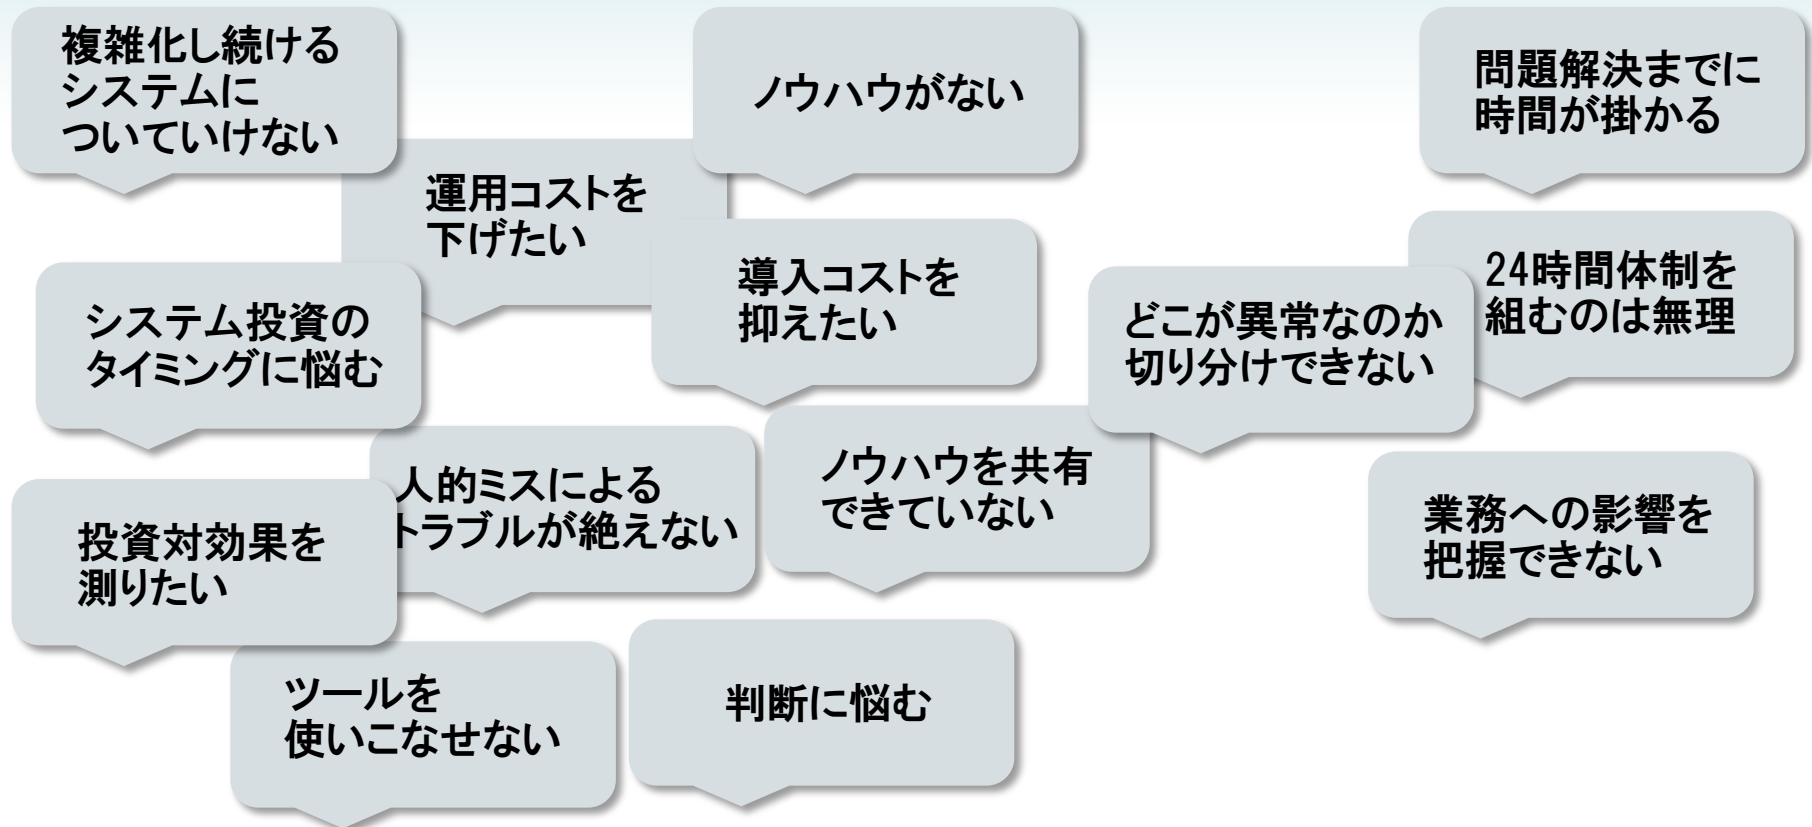 複雑化し続ける
システムに
ついていけない
ノウハウがない
問題解決までに
時間が掛かる
運用コストを
下げたい
導入コストを
抑えたい
24時間体制を
組むのは無理
システム投資の
タイミングに悩む
どこが異常なのか
切り分けできない
人的ミスによる
トラブルが絶えない
ノウハウを共有
できていない
投資対効果を
測りたい
業務への影響を
把握できない
ツールを
使いこなせない
判断に悩む